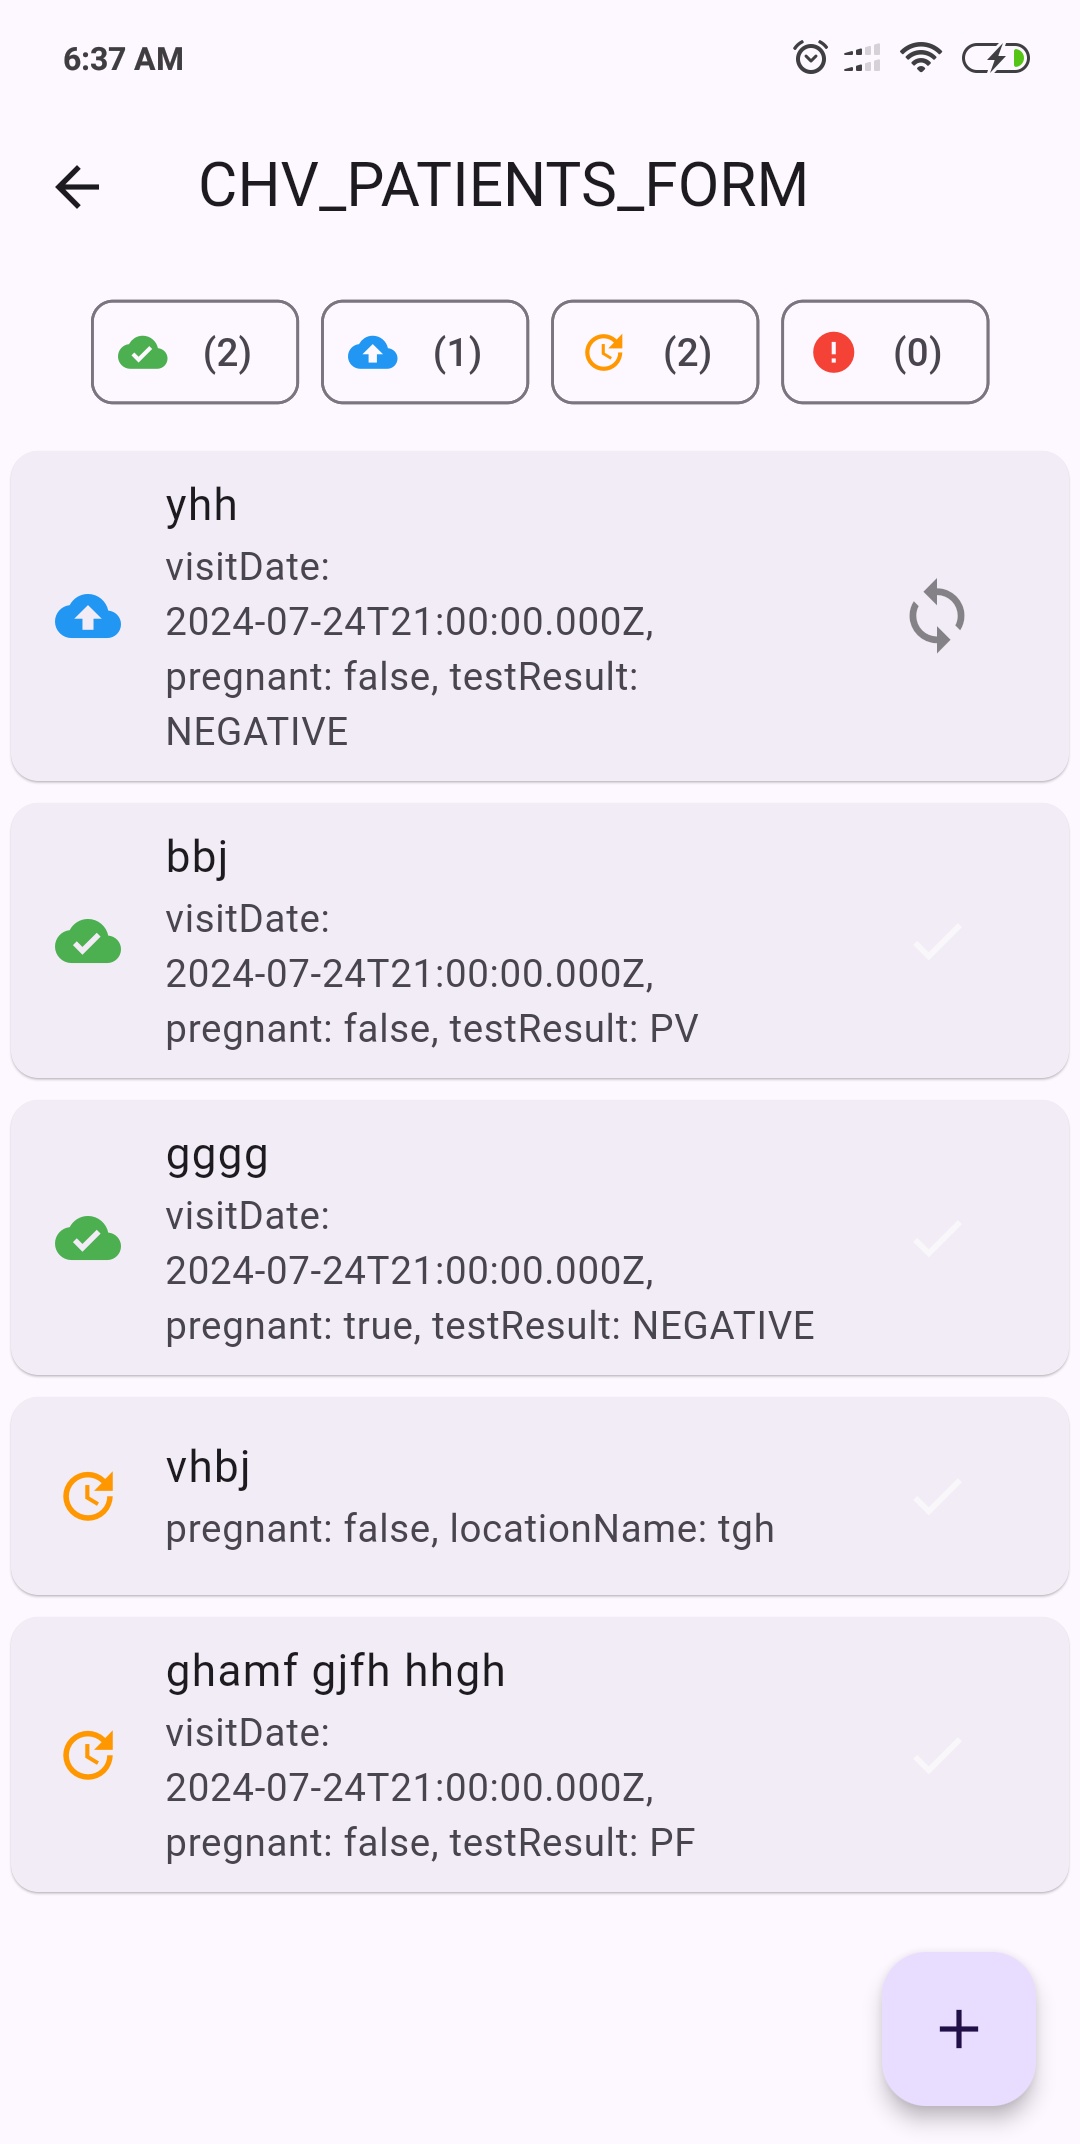 6:37 AM
CHV_PATIENTS_FORM
(2) (1) (2) (0)
yhh
visitDate:
2024-07-24T21:00:00.000Z,
pregnant: false, testResult:
NEGATIVE
bbj
visitDate:
2024-07-24T21:00:00.000Z,
pregnant: false, testResult: PV
gggg
visitDate:
2024-07-24T21:00:00.000Z,
pregnant: true, testResult: NEGATIVE
vhbj
pregnant: false, locationName: tgh
ghamf gjfh hhgh
visitDate:
2024-07-24T21:00:00.000Z,
pregnant: false, testResult: PF